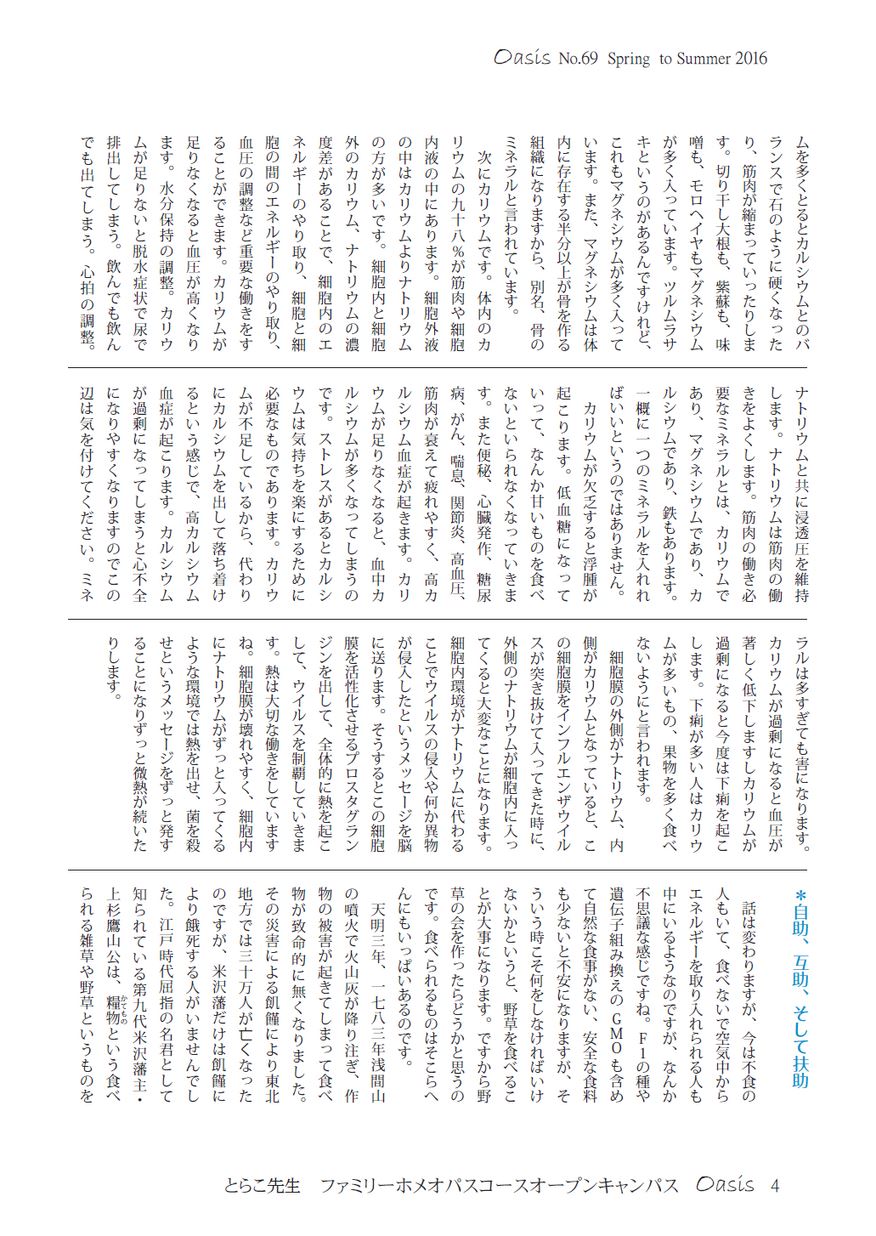 Oasis No.69 Spring to Summer 2016
ムを多くとるとカルシウムとのバ
ランスで石のように硬くなった
り、筋肉が縮まっていったりしま
す。切り干し大根も、紫蘇も、味
噌も、モロヘイヤもマグネシウム
が多く入っています。ツルムラサ
キというのがあるんですけれど、
これもマグネシウムが多く入って
います。また、マグネシウムは体
内に存在する半分以上が骨を作る
組織になりますから、別名、骨の
ミネラルと言われています。
次にカリウムです。体内のカ
リウムの九十八％が筋肉や細胞
内液の中にあります。細胞外液
の中はカリウムよりナトリウム
の方が多いです。細胞内と細胞
外のカリウム、ナトリウムの濃
度差があることで、細胞内のエ
ネルギーのやり取り、細胞と細
胞の間のエネルギーのやり取り、
血圧の調整など重要な働きをす
ることができます。カリウムが
足りなくなると血圧が高くなり
ます。水分保持の調整。カリウ
ムが足りないと脱水症状で尿で
排出してしまう。飲んでも飲ん
でも出てしまう。心拍の調整。
ナトリウムと共に浸透圧を維持
します。ナトリウムは筋肉の働
きをよくします。筋肉の働き必
要なミネラルとは、カリウムで
あり、マグネシウムであり、カ
ルシウムであり、鉄もあります。
一概に一つのミネラルを入れれ
ばいいというのではありません。
カリウムが欠乏すると浮腫が
起こります。低血糖になって
いって、なんか甘いものを食べ
ないといられなくなっていきま
す。また便秘、心臓発作、糖尿
病、がん、喘息、関節炎、高血圧、
筋肉が衰えて疲れやすく、高カ
ルシウム血症が起きます。カリ
ウムが足りなくなると、血中カ
ルシウムが多くなってしまうの
です。ストレスがあるとカルシ
ウムは気持ちを楽にするために
必要なものであります。カリウ
ムが不足しているから、代わり
にカルシウムを出して落ち着け
るという感じで、高カルシウム
血症が起こります。カルシウム
が過剰になってしまうと心不全
になりやすくなりますのでこの
辺は気を付けてください。ミネ
ラルは多すぎても害になります。
カリウムが過剰になると血圧が
著しく低下しますしカリウムが
過剰になると今度は下痢を起こ
します。下痢が多い人はカリウ
ムが多いもの、果物を多く食べ
ないようにと言われます。
細胞膜の外側がナトリウム、内
側がカリウムとなっていると、こ
の細胞膜をインフルエンザウイル
スが突き抜けて入ってきた時に、
外側のナトリウムが細胞内に入っ
てくると大変なことになります。
細胞内環境がナトリウムに代わる
ことでウイルスの侵入や何か異物
が侵入したというメッセージを脳
に送ります。そうするとこの細胞
膜を活性化させるプロスタグラン
ジンを出して、全体的に熱を起こ
して、ウイルスを制覇していきま
す。熱は大切な働きをしています
ね。細胞膜が壊れやすく、細胞内
にナトリウムがずっと入ってくる
ような環境では熱を出せ、菌を殺
せというメッセージをずっと発す
ることになりずっと微熱が続いた
りします。
＊自助、互助、そして扶助
話は変わりますが、今は不食の
人もいて、食べないで空気中から
エネルギーを取り入れられる人も
中にいるようなのですが、なんか
不思議な感じですね。F1の種や
遺伝子組み換えのGMOも含め
て自然な食事がない、安全な食料
も少ないと不安になりますが、そ
ういう時こそ何をしなければいけ
ないかというと、野草を食べるこ
とが大事になります。ですから野
草の会を作ったらどうかと思うの
です。食べられるものはそこらへ
んにもいっぱいあるのです。
天明三年、一七八三年浅間山
の噴火で火山灰が降り注ぎ、作
物の被害が起きてしまって食べ
物が致命的に無くなりました。
その災害による飢饉により東北
地方では三十万人が亡くなった
のですが、米沢藩だけは飢饉に
より餓死する人がいませんでし
た。江戸時代屈指の名君として
知られている第九代米沢藩主・
上杉鷹山公は、糧物かてものという食べ
られる雑草や野草というものを
とらこ先生 ファミリーホメオパスコースオープンキャンパス Oasis 4